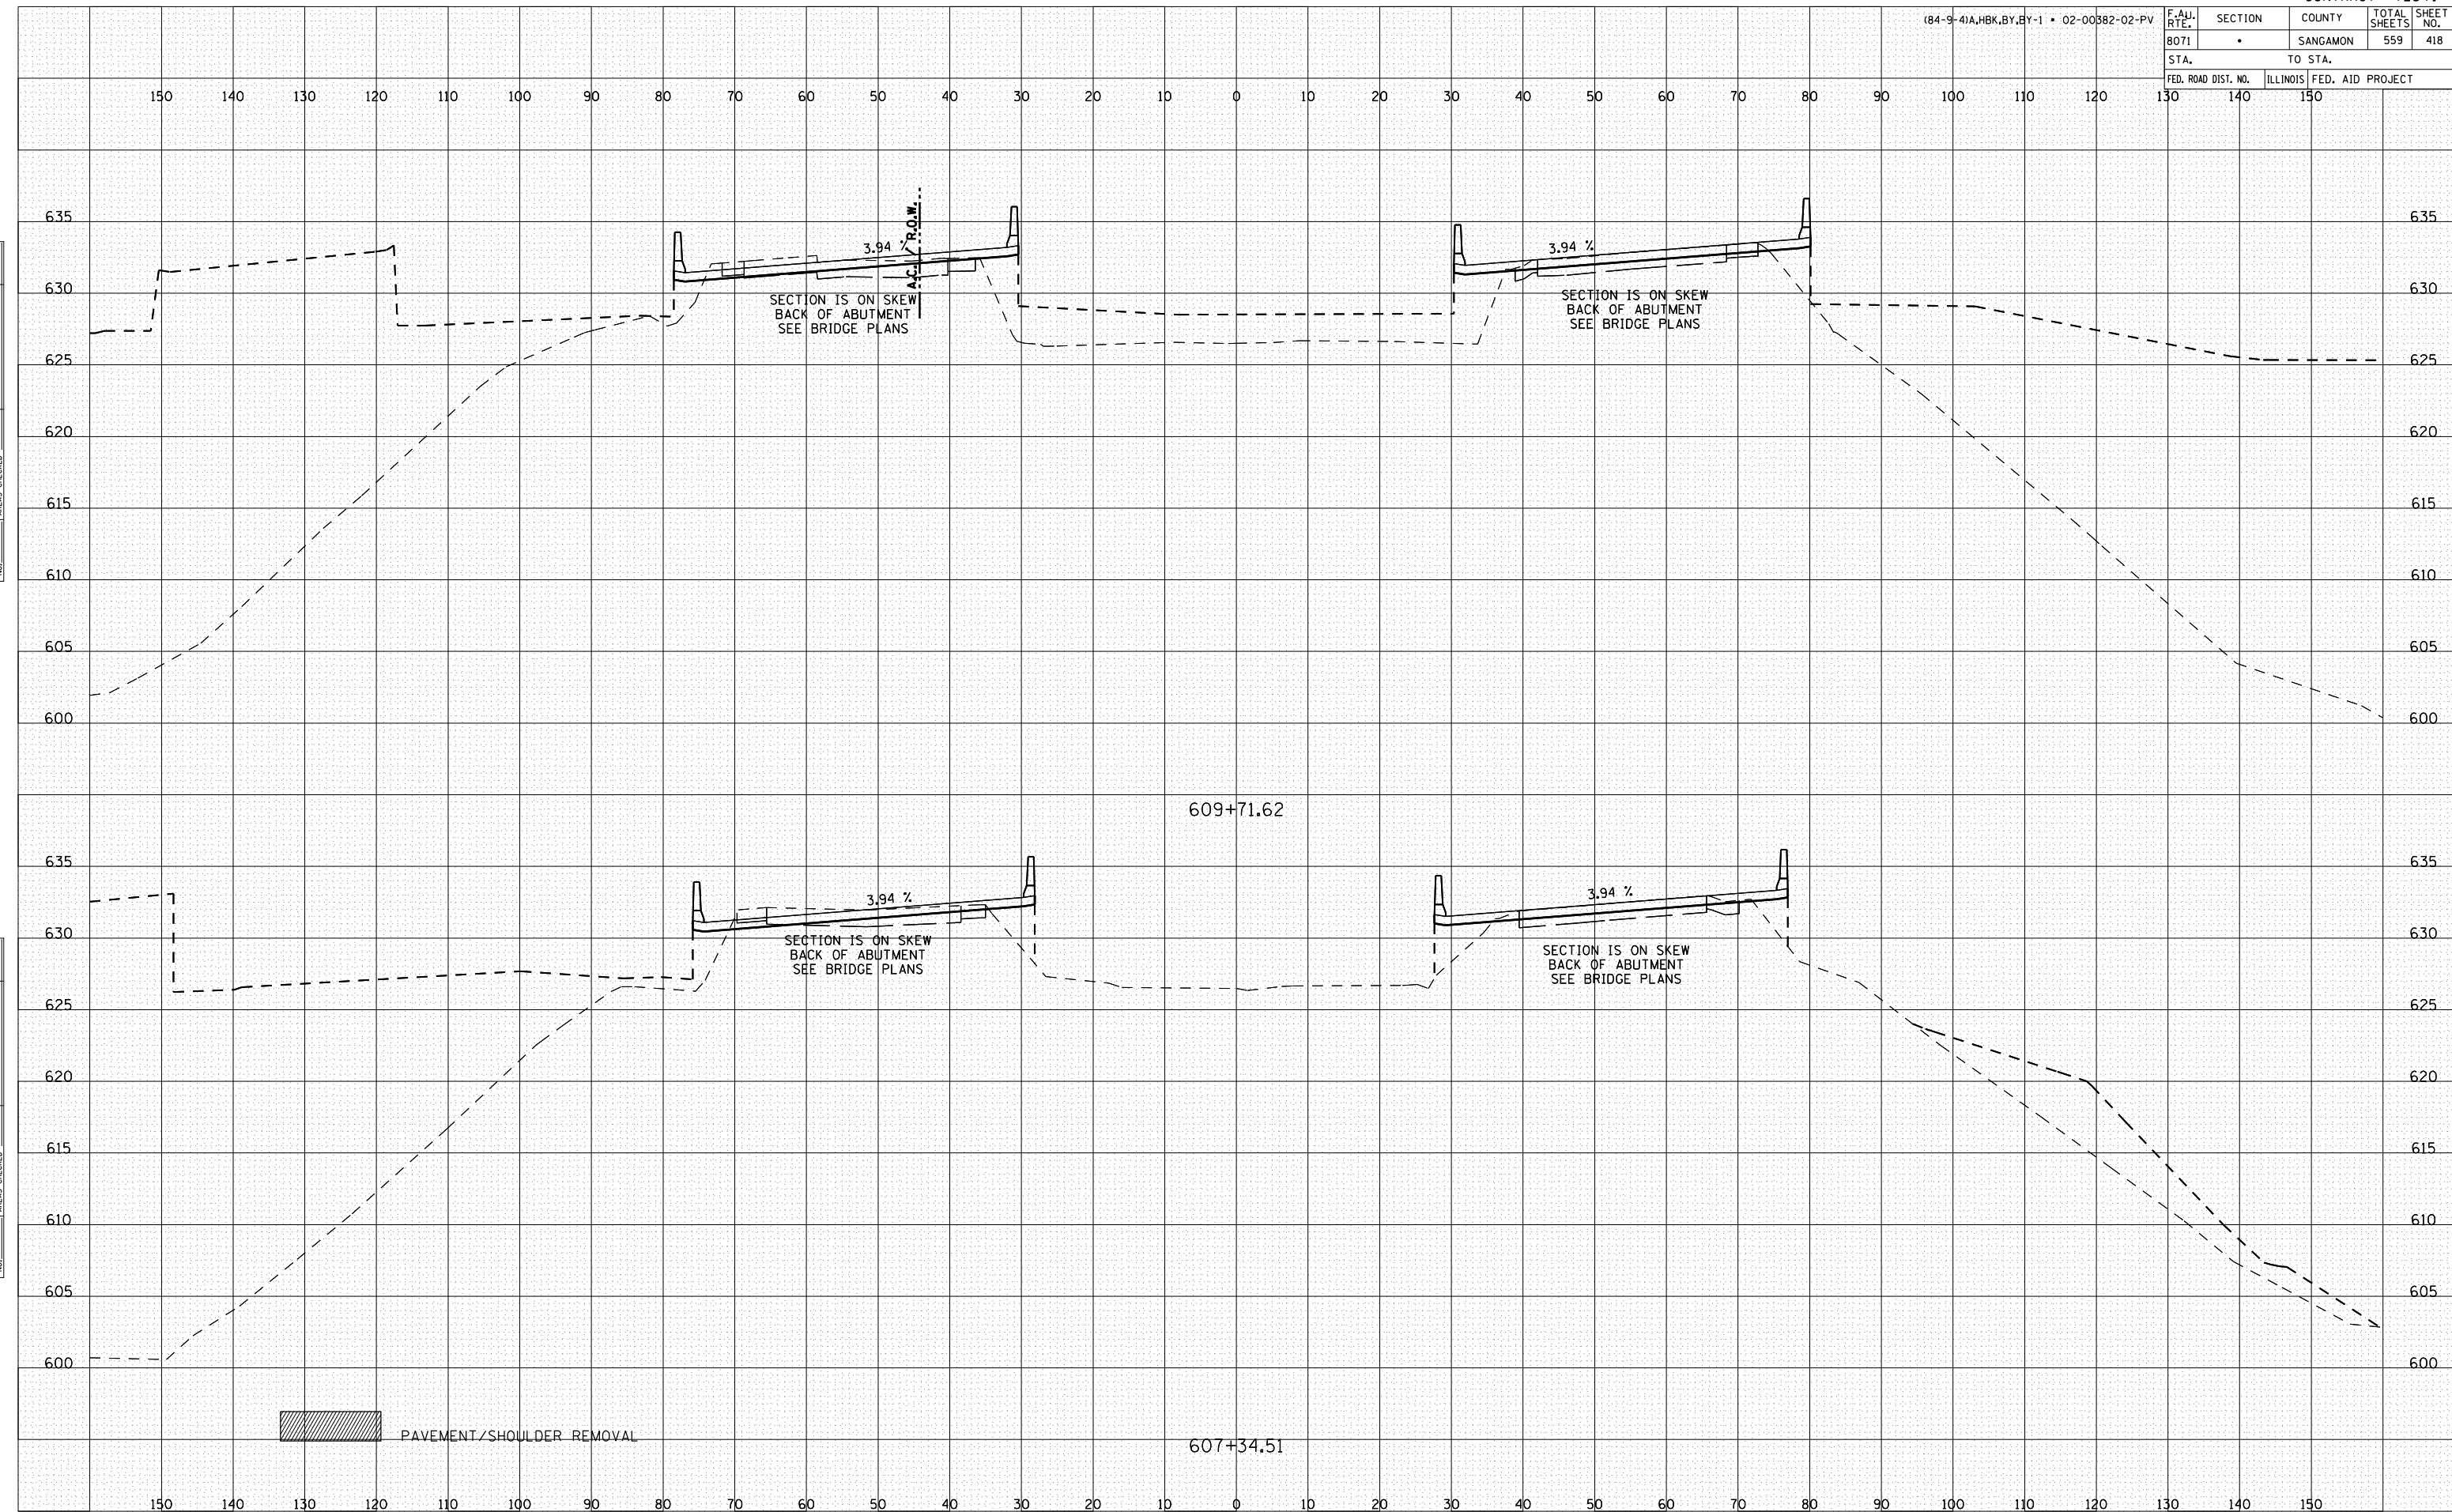 (84-9-4)A,HBK,BY,BY-1 • 02-00382-02-PV
F.A.U. RTE. SECTION COUNTY TOTAL SHEETS SHEET NO.
8071 • SANGAMON 559 418
STA. TO STA.
FED. ROAD DIST. NO. ILLINOIS FED. AID PROJECT
150 140 130 120 110 100 90 80 70 60 50 40 30 20 10 0 10 20 30 40 50 60 70 80 90 100 110 120 130 140 150
A.C. / R.O.W.
635 635
3.94 % 3.94 %
630 630
SECTION IS ON SKEW
BACK OF ABUTMENT
SEE BRIDGE PLANS
SECTION IS ON SKEW
BACK OF ABUTMENT
SEE BRIDGE PLANS
625 625
620 620
615 615
610 610
605 605
600 600
609+71.62
635 635
3.94 % 3.94 %
630 630
SECTION IS ON SKEW
BACK OF ABUTMENT
SEE BRIDGE PLANS
SECTION IS ON SKEW
BACK OF ABUTMENT
SEE BRIDGE PLANS
625 625
620 620
615 615
610 610
605 605
600 600
PAVEMENT/SHOULDER REMOVAL
607+34.51
150 140 130 120 110 100 90 80 70 60 50 40 30 20 10 0 10 20 30 40 50 60 70 80 90 100 110 120 130 140 150